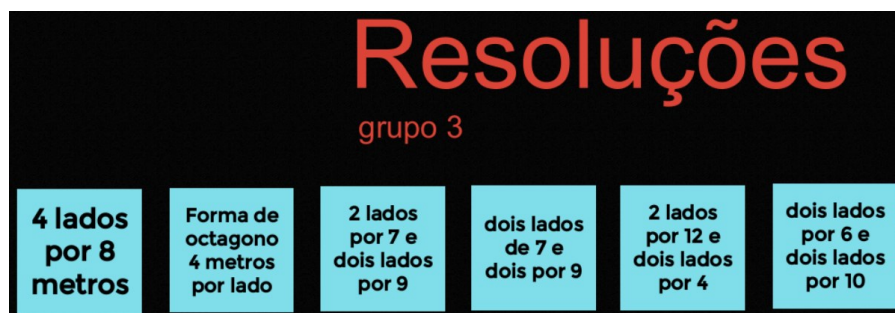 Resoluções
grupo 3
4 lados
por 8
metros
Forma de
octagono
4 metros
por lado
2 lados
por 7 e
dois lados
por 9
dois lados
de 7 e
dois por 9
2 lados
por 12 e
dois lados
por 4
dois lados
por 6 e
dois lados
por 10